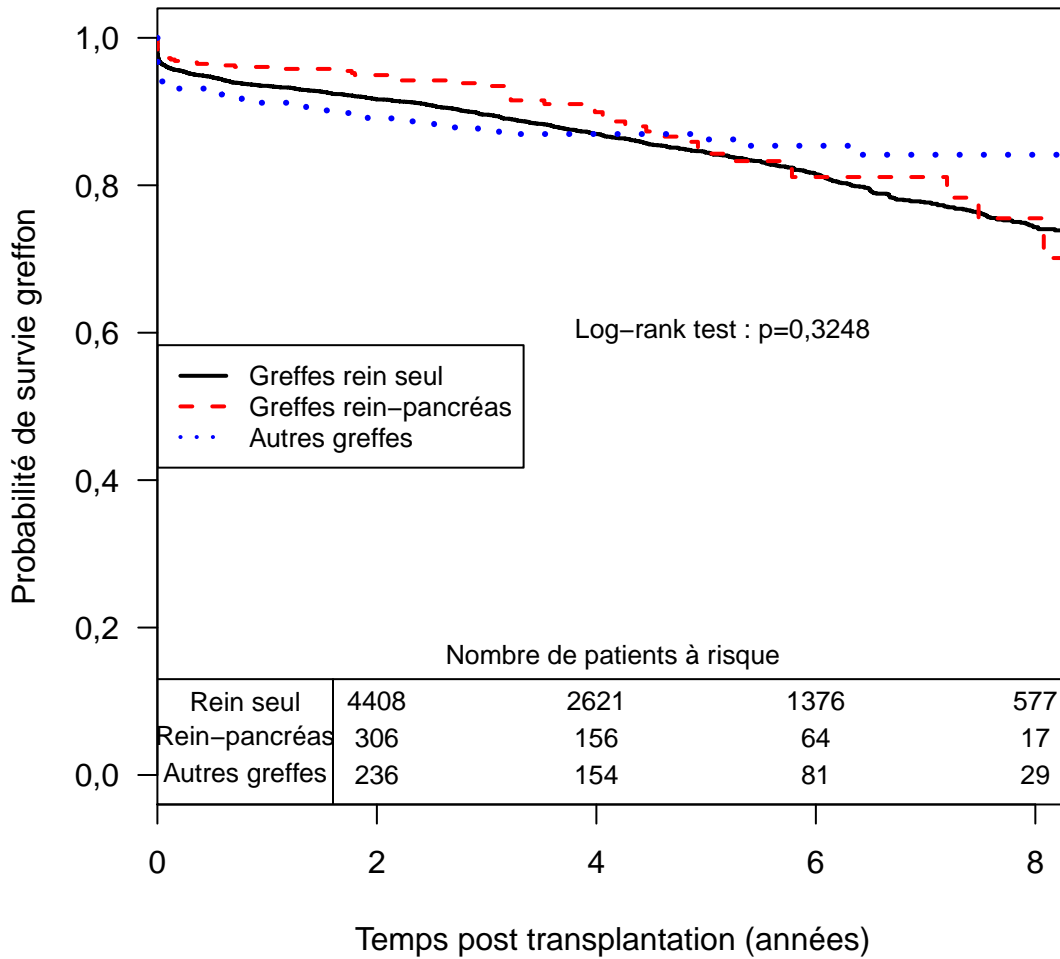 Probabilité de survie greffon
1,0
0,8
0,6
0,4
0,2
0,0
Log−rank test : p=0,3248
Greffes rein seul
Greffes rein−pancréas
Autres greffes
Nombre de patients à risque
Rein seul 4408 2621 1376 577
Rein−pancréas 306 156 64 17
Autres greffes 236 154 81 29
0 2 4 6 8
Temps post transplantation (années)